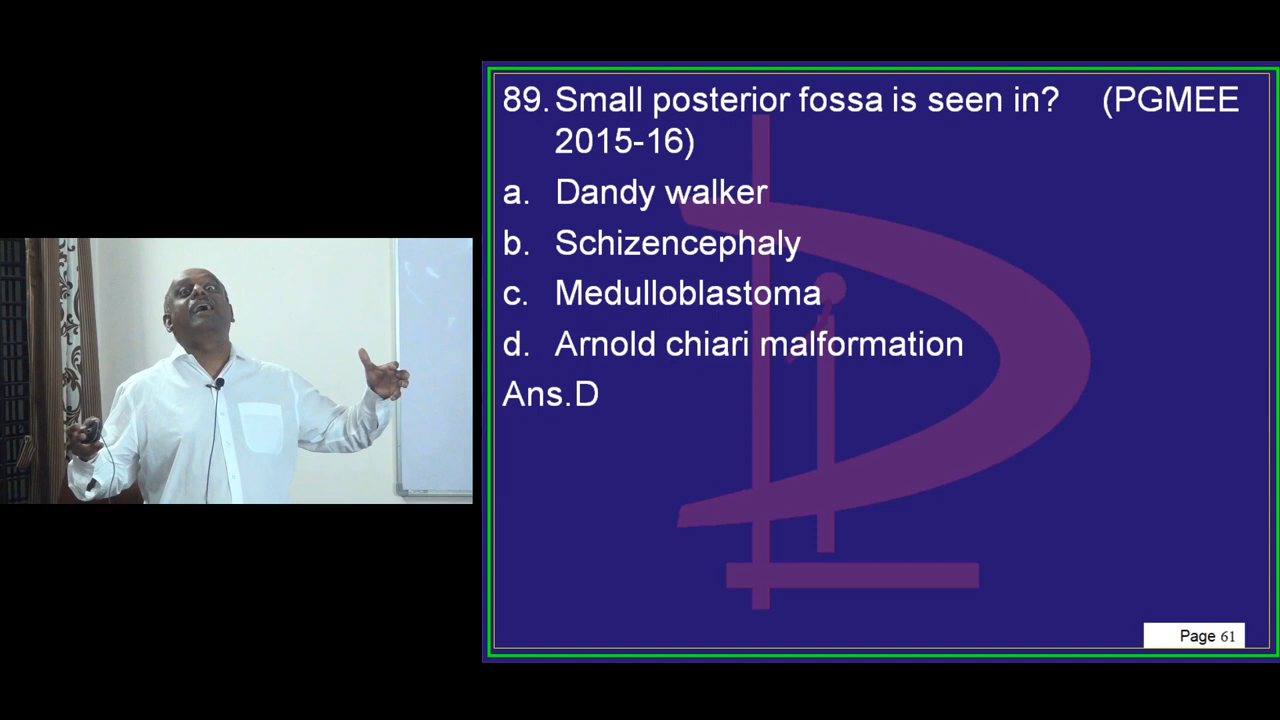 89. Small posterior fossa is seen in? (PGMEE
2015-16)
a. Dandy walker
b. Schizencephaly
c. Medulloblastoma
d. Arnold chiari malformation
Ans.D
Page 61